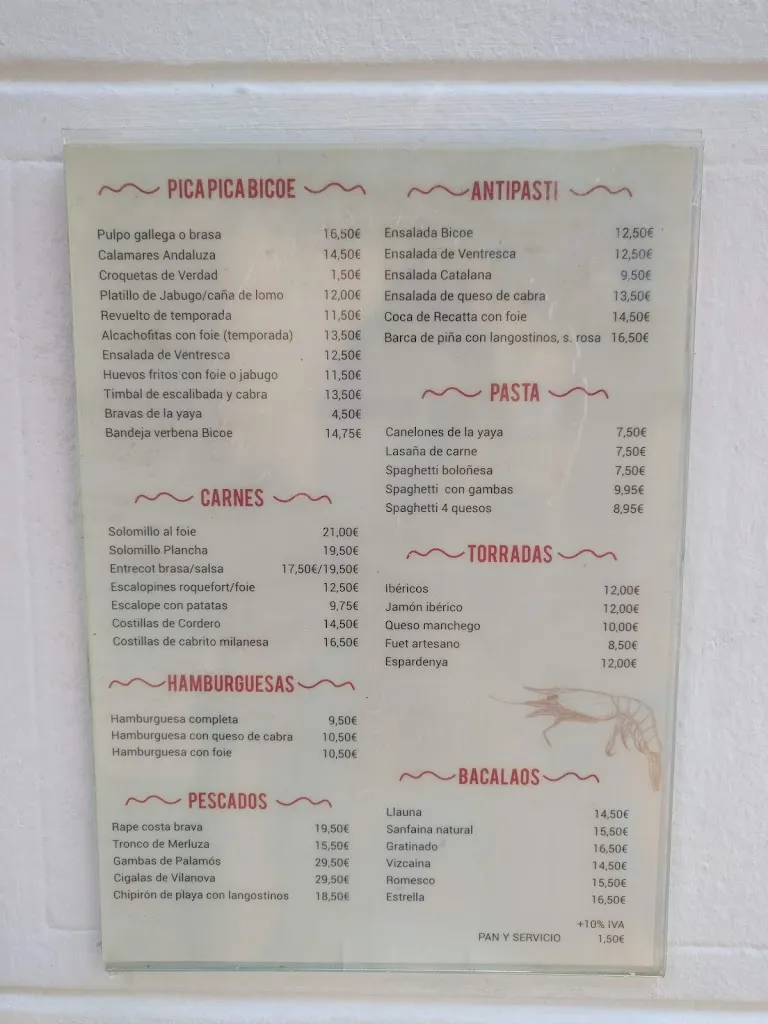 PICA PICA BICOE
Pulpo gallega o brasa 16,50€
Calamares Andaluza 14,50€
Croquetas de Verdad 1,50€
Platillo de Jabugo/caña de lomo 12,00€
Revuelto de temporada 11,50€
Alcachofitas con foie (temporada) 13,50€
Ensalada de Ventresca 12,50€
Huevos fritos con foie o jabugo 11,50€
Timbal de escalibada y cabra 13,50€
Bravas de la yaya 4,50€
Bandeja verbena Bicoe 14,75€
CARNES
Solomillo al foie 21,00€
Solomillo Plancha 19,50€
Entrecot brasa/salsa 17,50€/19,50€
Escalopines roquefort/foie 12,50€
Escalope con patatas 9,75€
Costillas de Cordero 14,50€
Costillas de cabrito milanesa 16,50€
HAMBURGUESAS
Hamburguesa completa 9,50€
Hamburguesa con queso de cabra 10,50€
Hamburguesa con foie 10,50€
PESCADOS
Rape costa brava 19,50€
Tronco de Merluza 15,50€
Gambas de Palamós 29,50€
Cigalas de Vilanova 29,50€
Chipirón de playa con langostinos 18,50€
ANTIPASTI
Ensalada Bicoe 12,50€
Ensalada de Ventresca 12,50€
Ensalada Catalana 9,50€
Ensalada de queso de cabra 13,50€
Coca de Recatta con foie 14,50€
Barca de piña con langostinos, s. rosa 16,50€
PASTA
Canelones de la yaya 7,50€
Lasaña de carne 7,50€
Spaghetti boloñesa 7,50€
Spaghetti con gambas 9,95€
Spaghetti 4 quesos 8,95€
TORRADAS
Ibéricos 12,00€
Jamón ibérico 12,00€
Queso manchego 10,00€
Fuet artesano 8,50€
Espardenya 12,00€
BACALAOS
Llauna 14,50€
Sanfaina natural 15,50€
Gratinado 16,50€
Vizcaina 14,50€
Romesco 15,50€
Estrella 16,50€
+10% IVA
PAN Y SERVICIO 1,50€